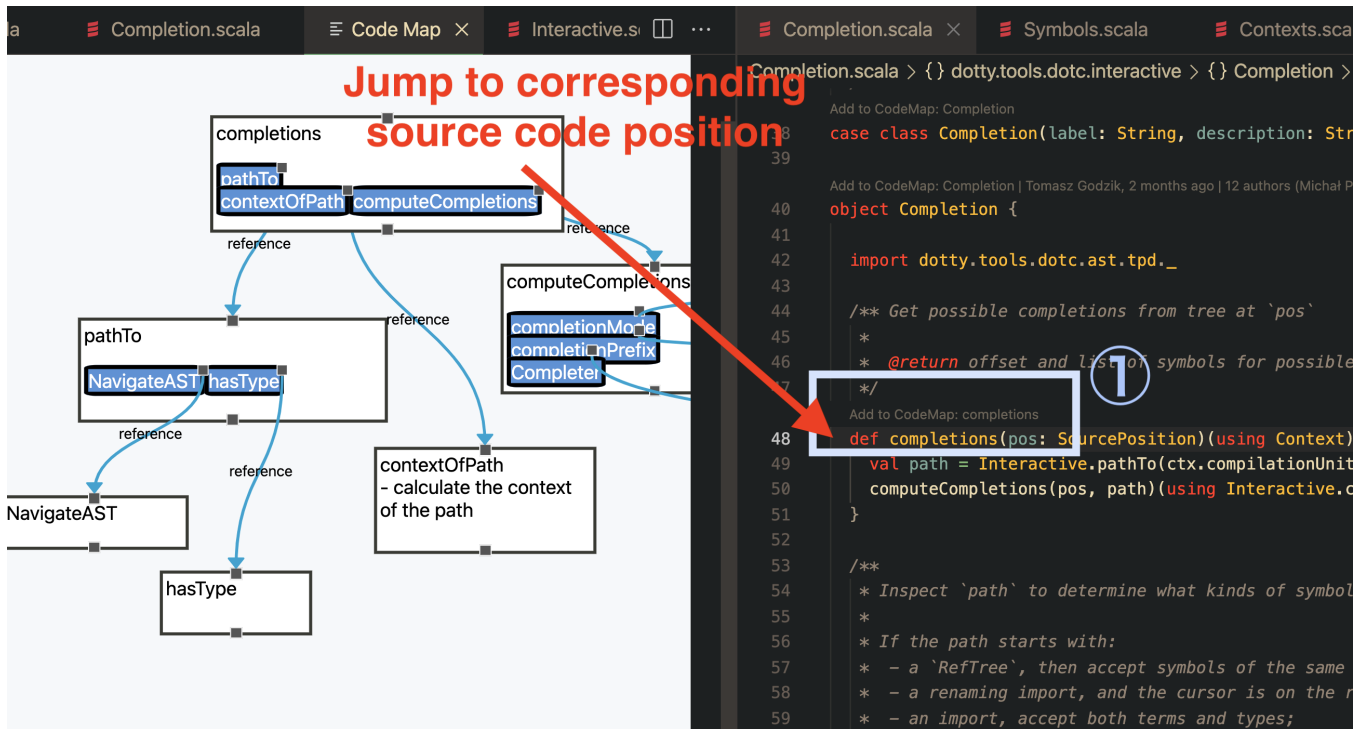 la
Completion.scala
Code Map
Interactive.s
Completion.scala
Symbols.scala
Contexts.sca
Jump to corresponding
source code position
completions
pathTo
contextOfPath computeCompletions
reference
reference
computeCompletions
completionMode
completionPrefix
Completer
pathTo
reference
NavigateAST hasType
reference
reference
contextOfPath
- calculate the context
of the path
NavigateAST
hasType
Completion.scala > {} dotty.tools.dotc.interactive > {} Completion >
Add to CodeMap: Completion
38 case class Completion(label: String, description: Str
39
Add to CodeMap: Completion | Tomasz Godzik, 2 months ago | 12 authors (Michał P
40 object Completion {
41
42 import dotty.tools.dotc.ast.tpd._
43
44 /** Get possible completions from tree at `pos`
45 *
46 * @return offset and list of symbols for possible
47 */
①
Add to CodeMap: completions
48 def completions(pos: SourcePosition)(using Context)
49 val path = Interactive.pathTo(ctx.compilationUnit
50 computeCompletions(pos, path)(using Interactive.c
51 }
52
53 /**
54 * Inspect `path` to determine what kinds of symbol
55 *
56 * If the path starts with:
57 * - a `RefTree`, then accept symbols of the same
58 * - a renaming import, and the cursor is on the r
59 * - an import, accept both terms and types;